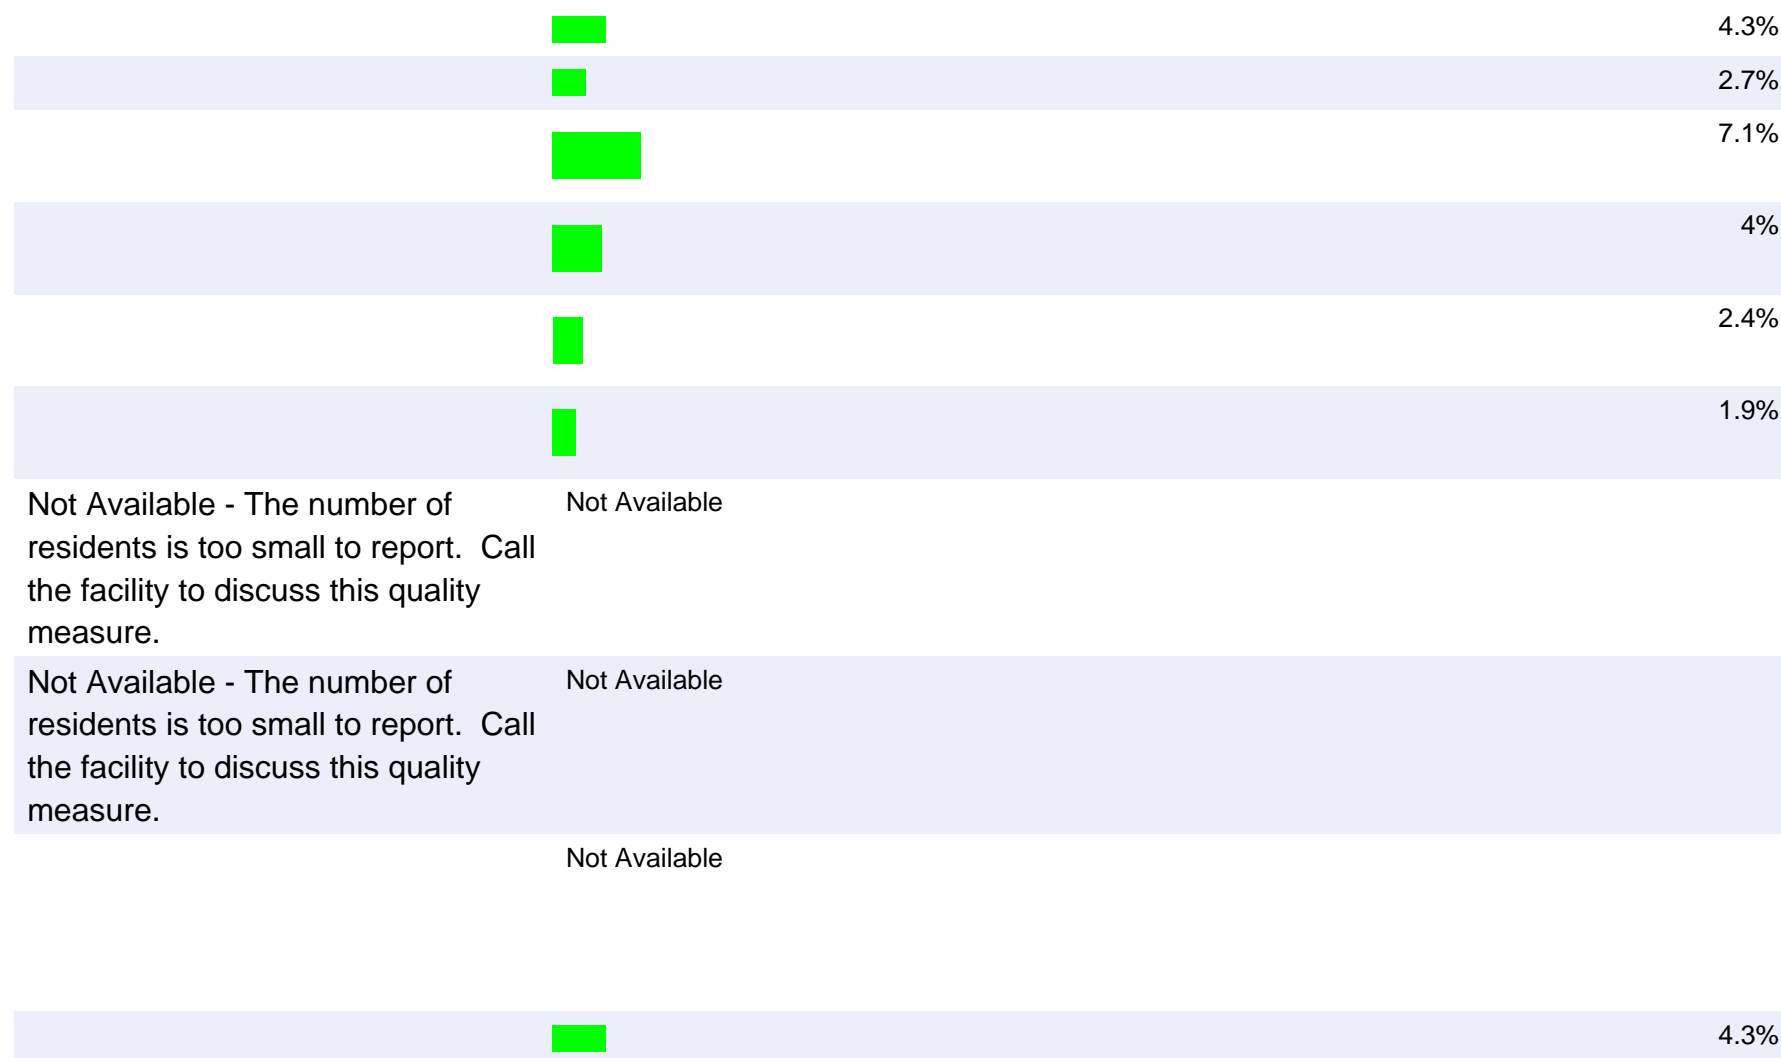 4.3%
2.7%
7.1%
4%
2.4%
1.9%
Not Available - The number of
residents is too small to report.  Call
the facility to discuss this quality
measure.
Not Available
Not Available - The number of
residents is too small to report.  Call
the facility to discuss this quality
measure.
Not Available
Not Available
4.3%